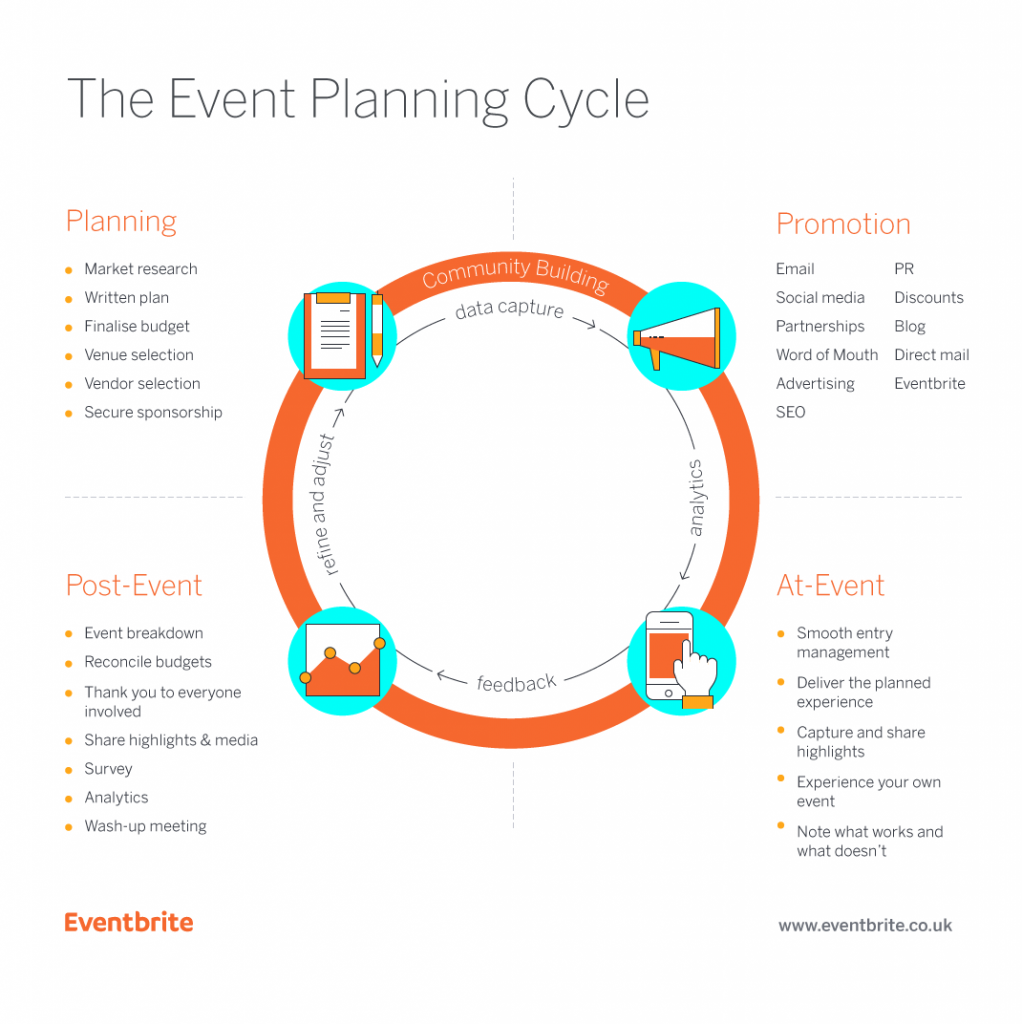 The Event Planning Cycle
Planning
Market research
Written plan
Finalise budget
Venue selection
Vendor selection
Secure sponsorship
Promotion
Email
Social media
Partnerships
Word of Mouth
Advertising
SEO
PR
Discounts
Blog
Direct mail
Eventbrite
Community Building
data capture
analytics
feedback
refine and adjust
Post-Event
Event breakdown
Reconcile budgets
Thank you to everyone
involved
Share highlights & media
Survey
Analytics
Wash-up meeting
At-Event
Smooth entry
management
Deliver the planned
experience
Capture and share
highlights
Experience your own
event
Note what works and
what doesn't
Eventbrite
www.eventbrite.co.uk